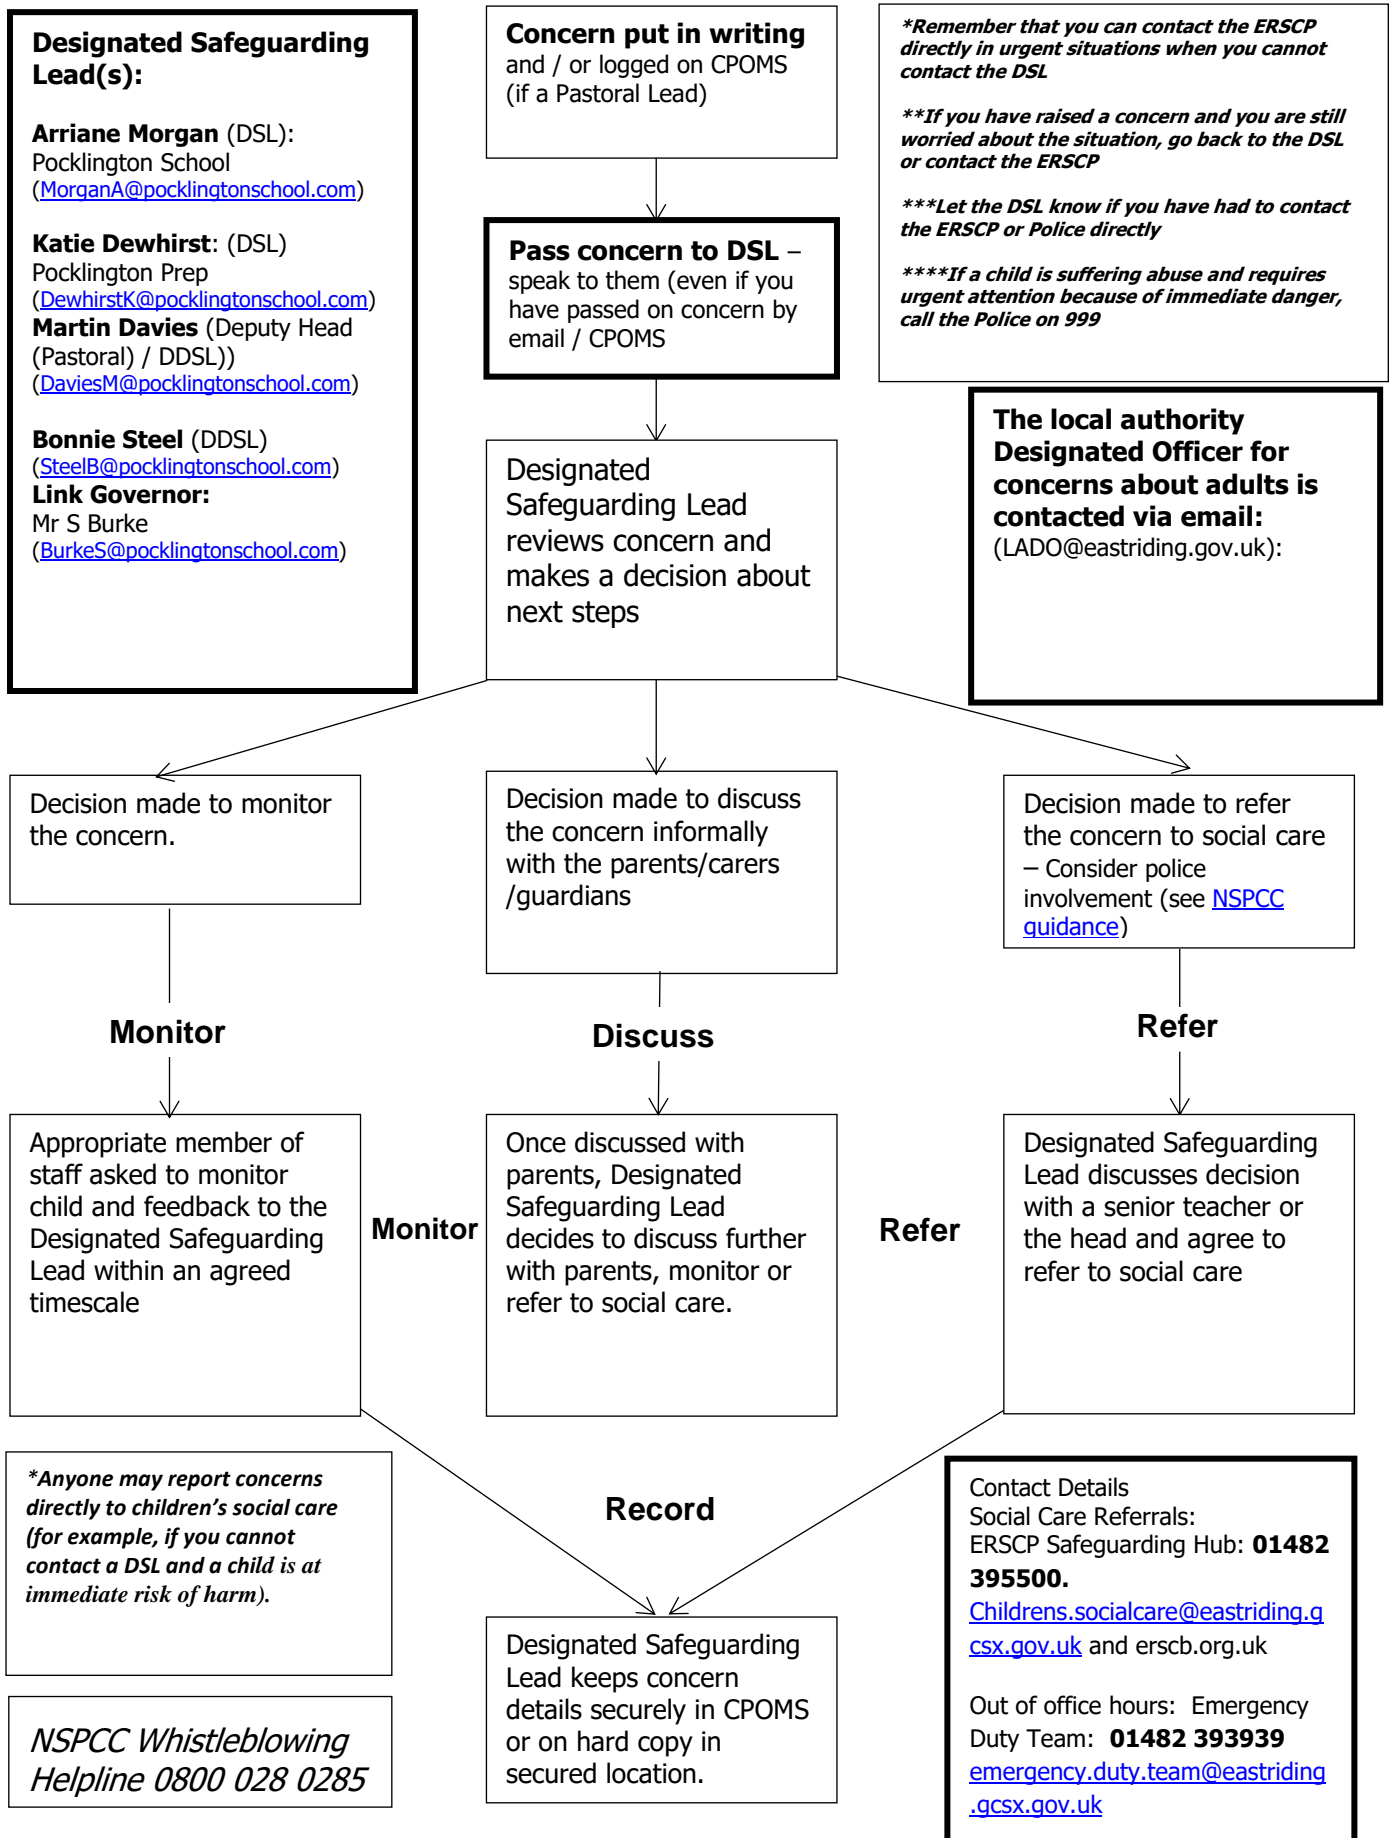 Designated Safeguarding
Lead(s):
Arriane Morgan (DSL):
Pocklington School
(MorganA@pocklingtonschool.com)
Katie Dewhirst: (DSL)
Pocklington Prep
(DewhirstK@pocklingtonschool.com)
Martin Davies (Deputy Head
(Pastoral) / DDSL))
(DaviesM@pocklingtonschool.com)
Bonnie Steel (DDSL)
(SteelB@pocklingtonschool.com)
Link Governor:
Mr S Burke
(BurkeS@pocklingtonschool.com)
Concern put in writing
and / or logged on CPOMS
(if a Pastoral Lead)
*Remember that you can contact the ERSCP
directly in urgent situations when you cannot
contact the DSL
**If you have raised a concern and you are still
worried about the situation, go back to the DSL
or contact the ERSCP
***Let the DSL know if you have had to contact
the ERSCP or Police directly
****If a child is suffering abuse and requires
urgent attention because of immediate danger,
call the Police on 999
Pass concern to DSL –
speak to them (even if you
have passed on concern by
email / CPOMS
The local authority
Designated Officer for
concerns about adults is
contacted via email:
(LADO@eastriding.gov.uk):
Designated
Safeguarding Lead
reviews concern and
makes a decision about
next steps
Decision made to monitor
the concern.
Decision made to discuss
the concern informally
with the parents/carers
/guardians
Decision made to refer
the concern to social care
– Consider police
involvement (see NSPCC
guidance)
Monitor
Discuss
Refer
Appropriate member of
staff asked to monitor
child and feedback to the
Designated Safeguarding
Lead within an agreed
timescale
Monitor
Once discussed with
parents, Designated
Safeguarding Lead
decides to discuss further
with parents, monitor or
refer to social care.
Refer
Designated Safeguarding
Lead discusses decision
with a senior teacher or
the head and agree to
refer to social care
*Anyone may report concerns
directly to children’s social care
(for example, if you cannot
contact a DSL and a child is at
immediate risk of harm).
Record
Contact Details
Social Care Referrals:
ERSCP Safeguarding Hub: 01482
395500.
Childrens.socialcare@eastriding.g
csx.gov.uk and erscb.org.uk
Out of office hours: Emergency
Duty Team: 01482 393939
emergency.duty.team@eastriding
.gcsx.gov.uk
Designated Safeguarding
Lead keeps concern
details securely in CPOMS
or on hard copy in
secured location.
NSPCC Whistleblowing
Helpline 0800 028 0285